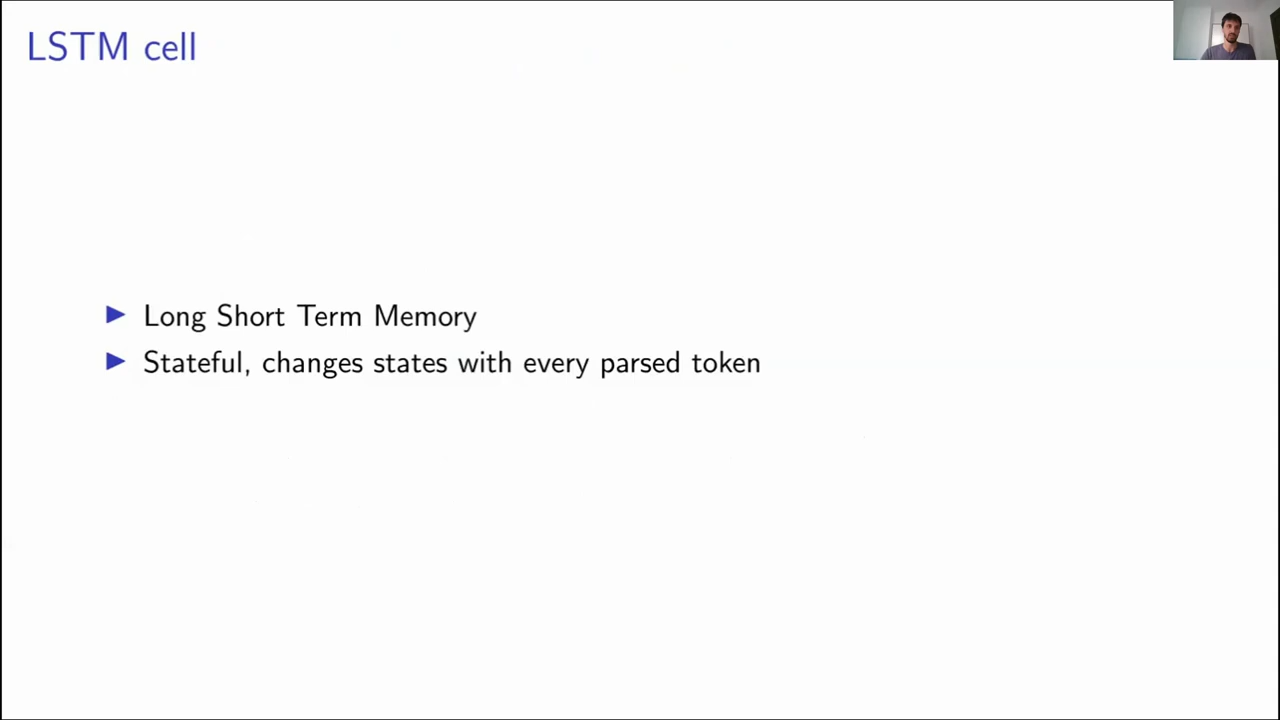 LSTM cell
Long Short Term Memory
Stateful, changes states with every parsed token